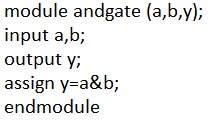 module andgate (a,b,y);
input a,b;
output y;
assign y=a&b;
endmodule